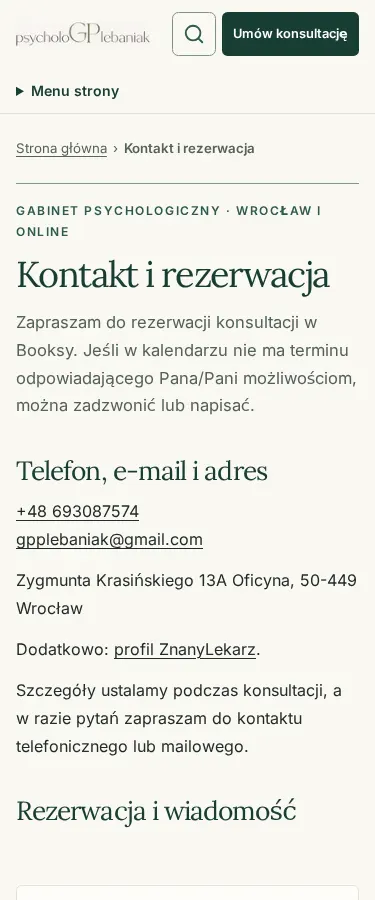 psycholoGPlebaniak
Umów konsultację
Menu strony
Strona główna › Kontakt i rezerwacja
GABINET PSYCHOLOGICZNY · WROCŁAW I
ONLINE
Kontakt i rezerwacja
Zapraszam do rezerwacji konsultacji w
Booksy. Jeśli w kalendarzu nie ma terminu
odpowiadającego Pana/Pani możliwościom,
można zadzwonić lub napisać.
Telefon, e-mail i adres
+48 693087574
gpplebaniak@gmail.com
Zygmunta Krasińskiego 13A Oficyna, 50-449
Wrocław
Dodatkowo: profil ZnanyLekarz.
Szczegóły ustalamy podczas konsultacji, a
w razie pytań zapraszam do kontaktu
telefonicznego lub mailowego.
Rezerwacja i wiadomość